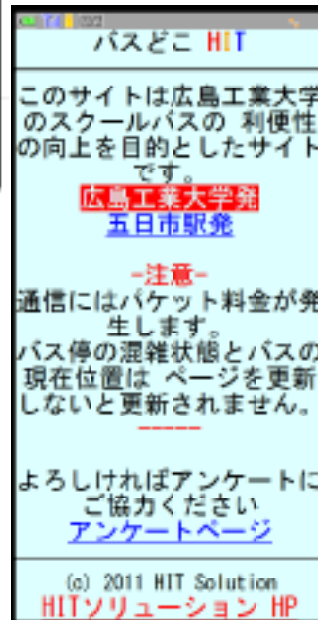 バスどこ HIT
このサイトは広島工業大学
のスクールバスの 利便性
の向上を目的としたサイト
です。
広島工業大学発
五日市駅発
-注意-
通信にはパケット料金が発
生します。
バス停の混雑状態とバスの
現在位置は ページを更新
しないと更新されません。
-----
よろしければアンケートに
ご協力ください
アンケートページ
(c) 2011 HIT Solution
HITソリューション HP